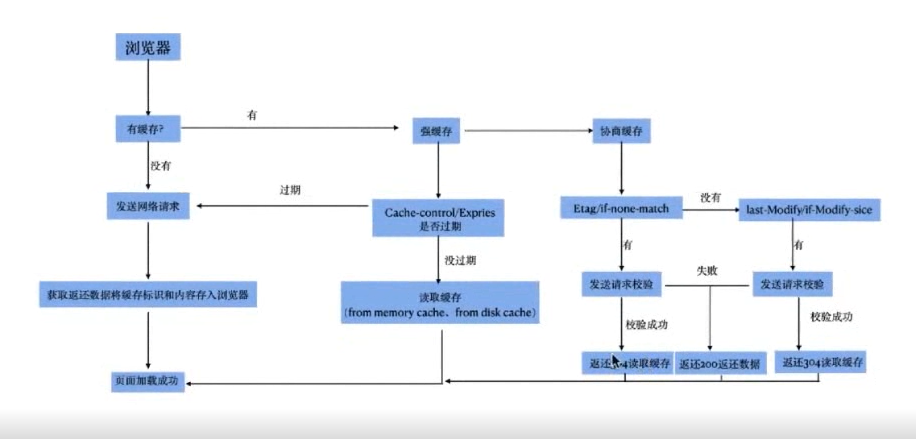 浏览器
有缓存?
有
强缓存
协商缓存
没有
发送网络请求
过期
Cache-control/Expries
是否过期
Etag/if-none-match
没有
last-Modify/if-Modify-sice
没过期
有
有
获取返还数据将缓存标识和内容存入浏览器
读取缓存
(from memory cache、from disk cache)
发送请求校验
失败
发送请求校验
校验成功
校验成功
页面加载成功
返还304读取缓存
返还200返还数据
返还304读取缓存